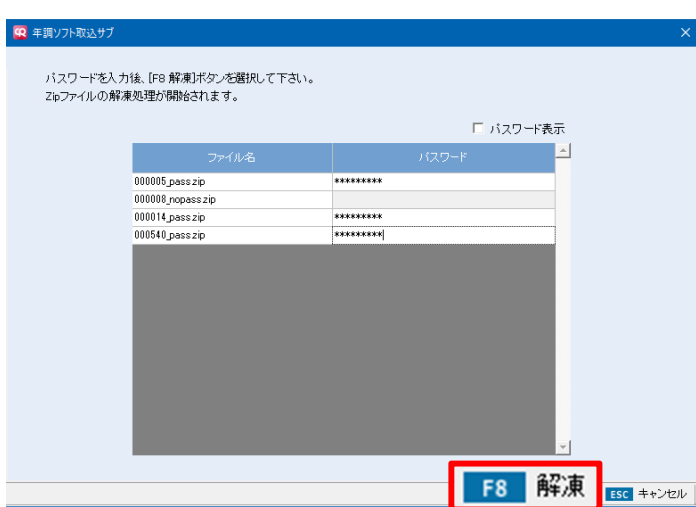 年調ソフト取込サブ
パスワードを入力後、[F8 解凍]ボタンを選択して下さい。
Zipファイルの解凍処理が開始されます。
パスワード表示
ファイル名 パスワード
000005_pass.zip *********
000008_nopass.zip
000014_pass.zip *********
000540_pass.zip *********
F8 解凍 ESC キャンセル